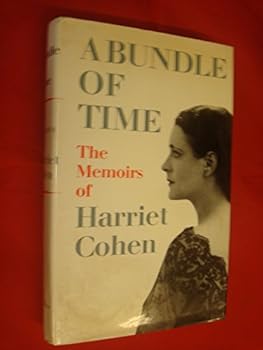 A BUNDLE
OF
TIME
The
Memoirs
of
Harriet
Cohen